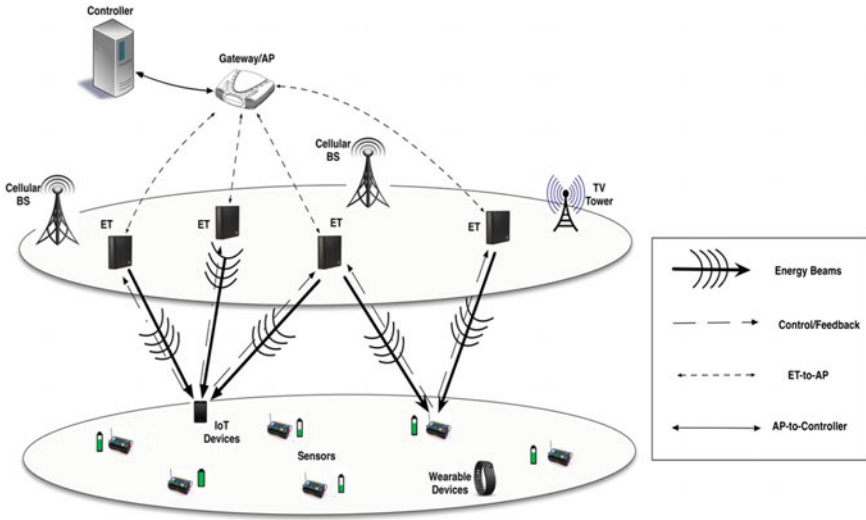 Controller
Gateway/AP
Cellular
BS
Cellular
BS
TV
Tower
ET
ET
ET
ET
Energy Beams
Control/Feedback
ET-to-AP
AP-to-Controller
IoT
Devices
Sensors
Wearable
Devices